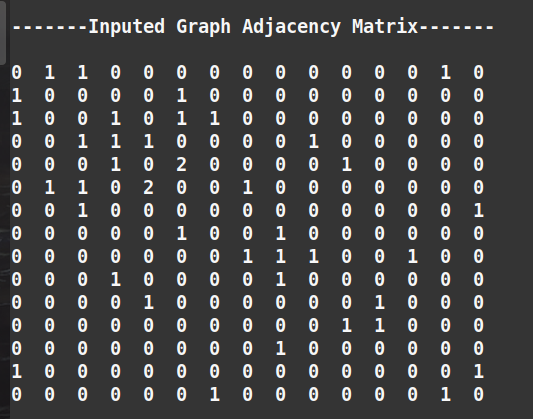 -------Inputed Graph Adjacency Matrix-------
0 1 1 0 0 0 0 0 0 0 0 0 0 1 0
1 0 0 0 0 1 0 0 0 0 0 0 0 0 0
1 0 0 1 0 1 1 0 0 0 0 0 0 0 0
0 0 1 1 1 0 0 0 0 1 0 0 0 0 0
0 0 0 1 0 2 0 0 0 0 1 0 0 0 0
0 1 1 0 2 0 0 1 0 0 0 0 0 0 0
0 0 1 0 0 0 0 0 0 0 0 0 0 0 1
0 0 0 0 0 1 0 0 1 0 0 0 0 0 0
0 0 0 0 0 0 0 1 1 1 0 0 1 0 0
0 0 0 1 0 0 0 0 1 0 0 0 0 0 0
0 0 0 0 1 0 0 0 0 0 0 1 0 0 0
0 0 0 0 0 0 0 0 0 0 1 1 0 0 0
0 0 0 0 0 0 0 0 1 0 0 0 0 0 0
1 0 0 0 0 0 0 0 0 0 0 0 0 0 1
0 0 0 0 0 0 1 0 0 0 0 0 0 1 0